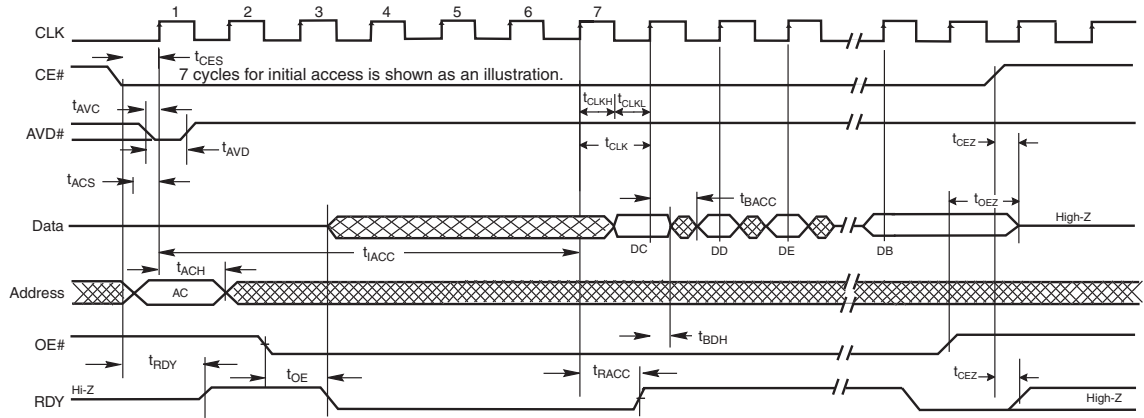 1 2 3 4 5 6 7
CLK
tCES
CE#
7 cycles for initial access is shown as an illustration.
tAVC
tCLKH tCLKL
AVD#
tAVD
tCLK
tCEZ
tACS
tBACC
tOEZ
Data
High-Z
DC DD DE DB
tIACC
tACH
Address
AC
tBDH
OE#
tRDY
tOE
tRACC
tCEZ
Hi-Z
RDY
High-Z